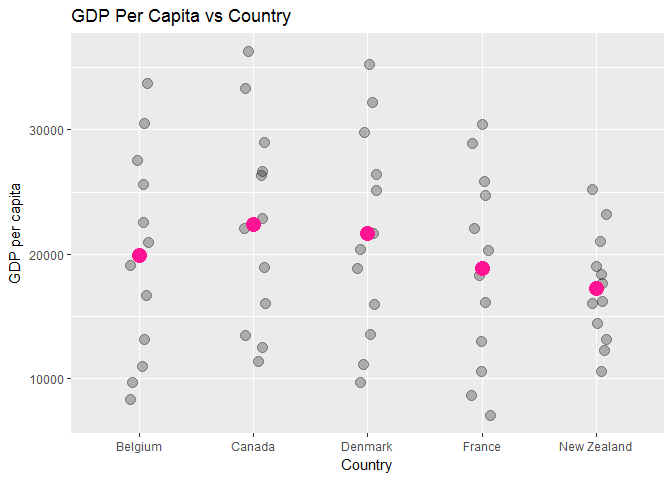 GDP Per Capita vs Country
GDP per capita
30000
20000
10000
Belgium Canada Denmark France New Zealand
Country